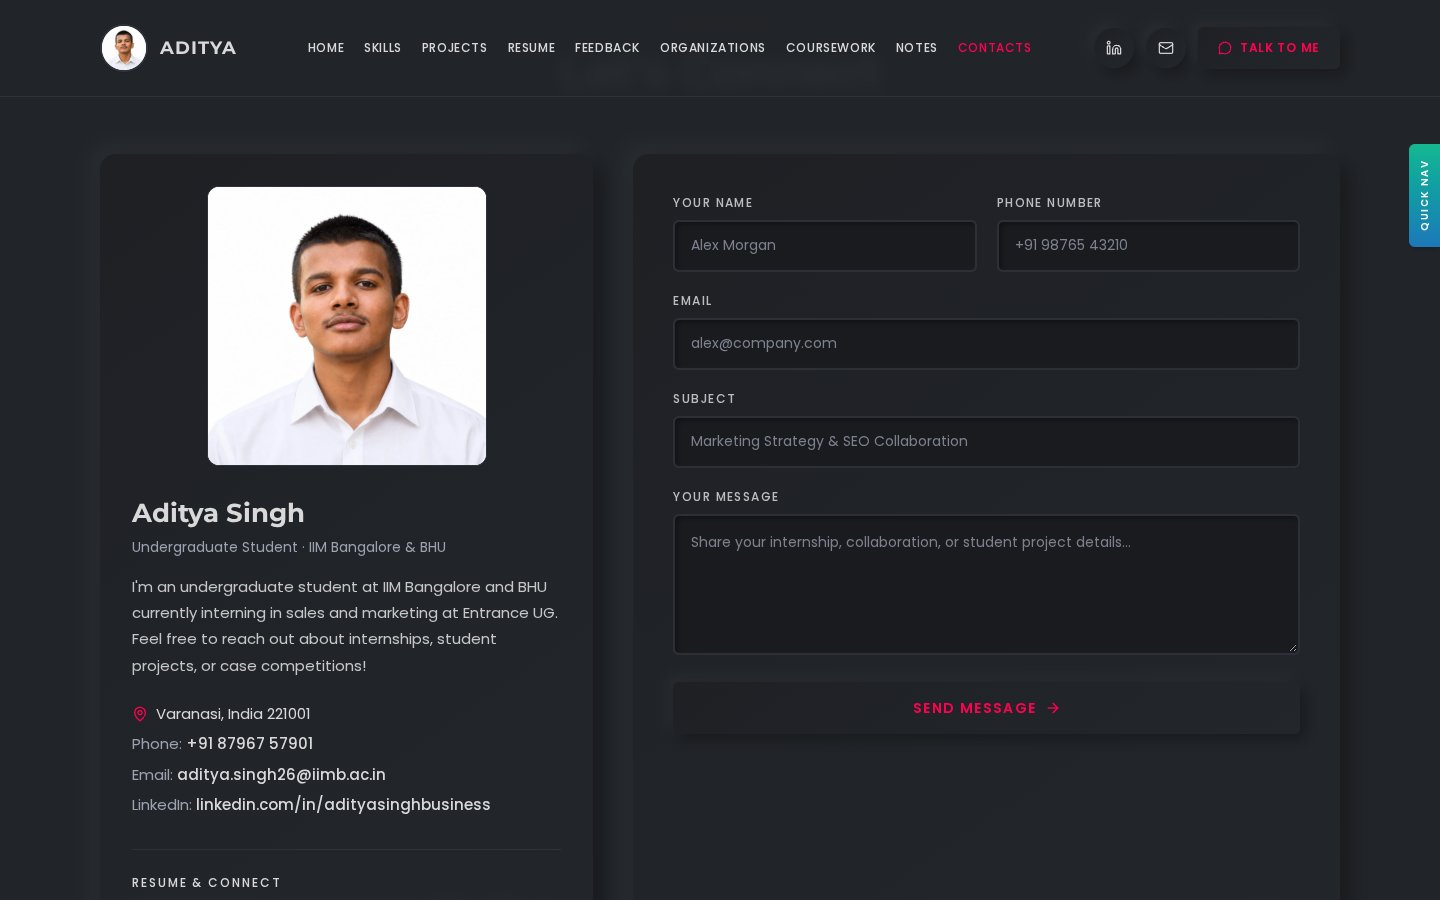 ADITYA
HOME SKILLS PROJECTS RESUME FEEDBACK ORGANIZATIONS COURSEWORK NOTES CONTACTS
TALK TO ME
QUICK NAV
Aditya Singh
Undergraduate Student · IIM Bangalore & BHU
I'm an undergraduate student at IIM Bangalore and BHU
currently interning in sales and marketing at Entrance UG.
Feel free to reach out about internships, student
projects, or case competitions!
Varanasi, India 221001
Phone: +91 87967 57901
Email: aditya.singh26@iimb.ac.in
LinkedIn: linkedin.com/in/adityasinghbusiness
RESUME & CONNECT
YOUR NAME
Alex Morgan
PHONE NUMBER
+91 98765 43210
EMAIL
alex@company.com
SUBJECT
Marketing Strategy & SEO Collaboration
YOUR MESSAGE
Share your internship, collaboration, or student project details...
SEND MESSAGE →